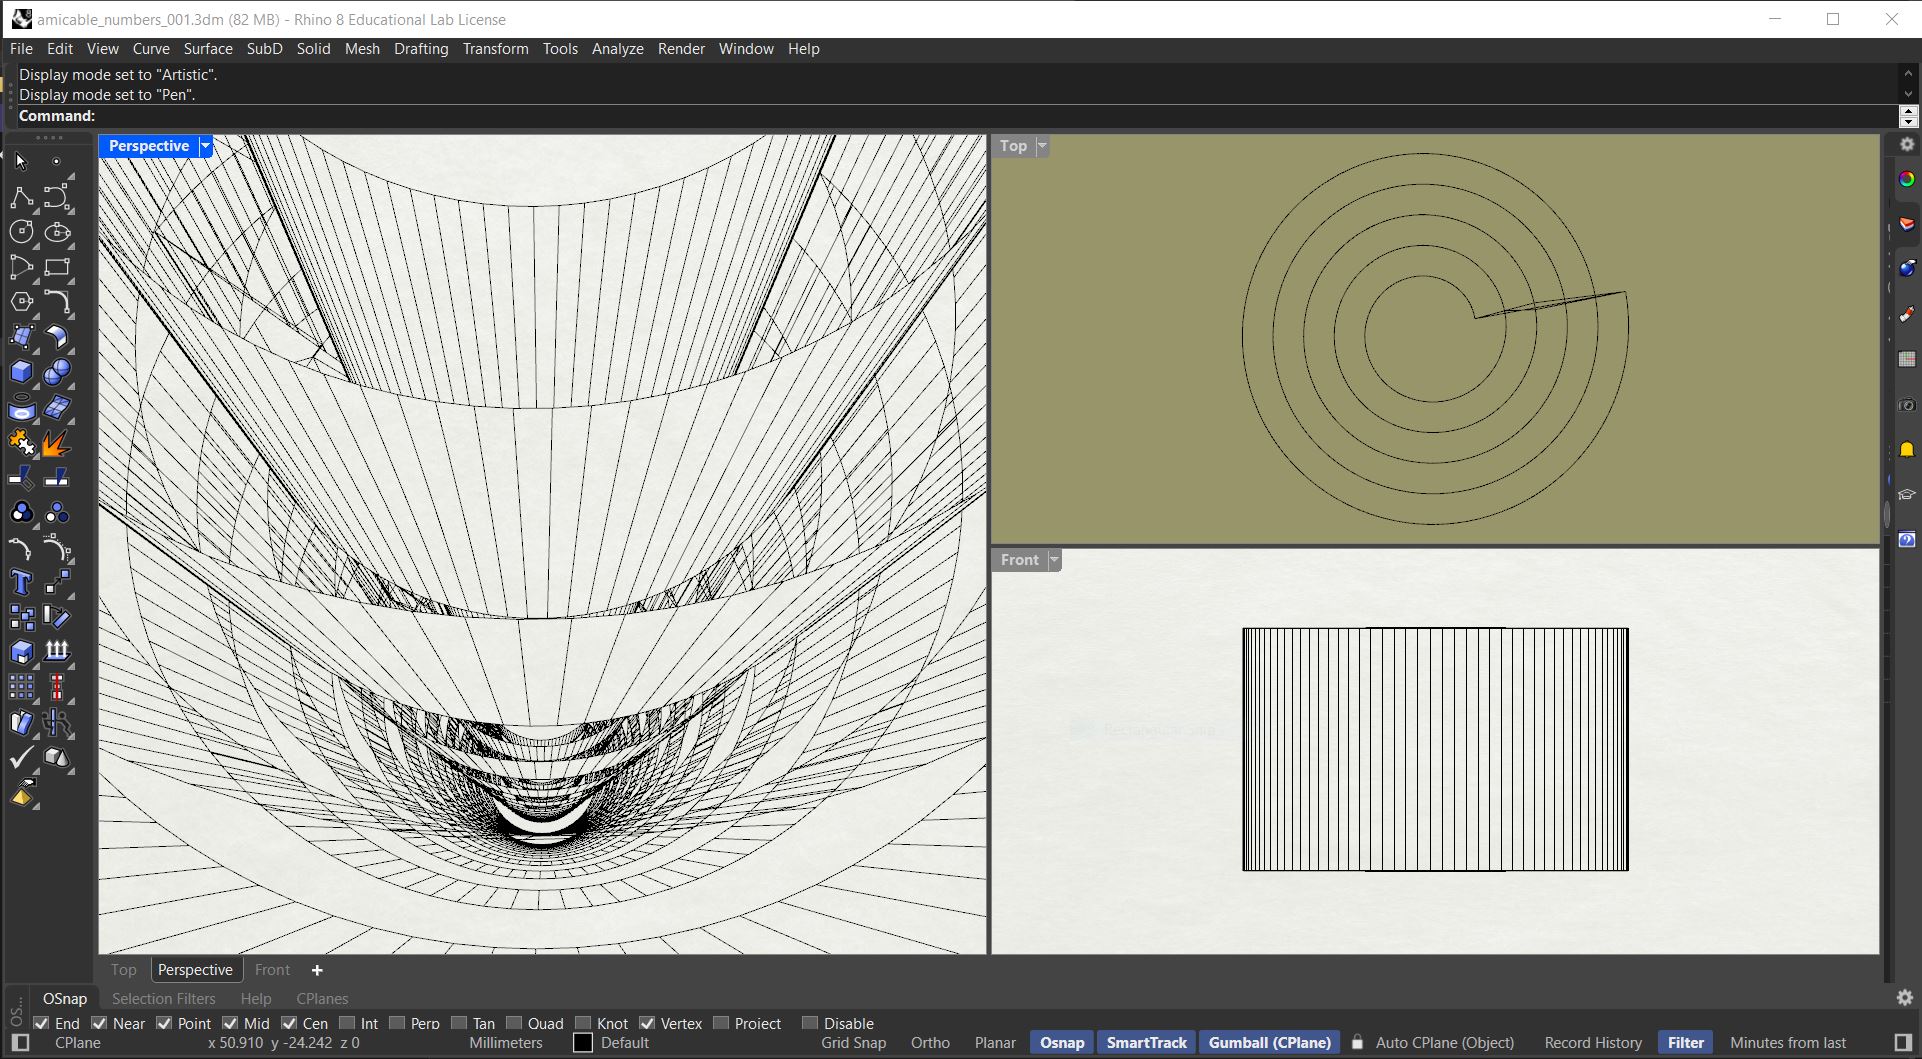 amicable_numbers_001.3dm (82 MB) - Rhino 8 Educational Lab License
File Edit View Curve Surface SubD Solid Mesh Drafting Transform Tools Analyze Render Window Help
Display mode set to "Artistic".
Display mode set to "Pen".
Command:
Perspective
Top
Front
Rectangular Snip
Top Perspective Front
OSnap Selection Filters Help CPlanes
OS...
End Near Point Mid Cen Int Perp Tan Quad Knot Vertex Project Disable
CPlane x 50.910 y -24.242 z 0 Millimeters Default Grid Snap Ortho Planar Osnap SmartTrack Gumball (CPlane) Auto CPlane (Object) Record History Filter Minutes from last